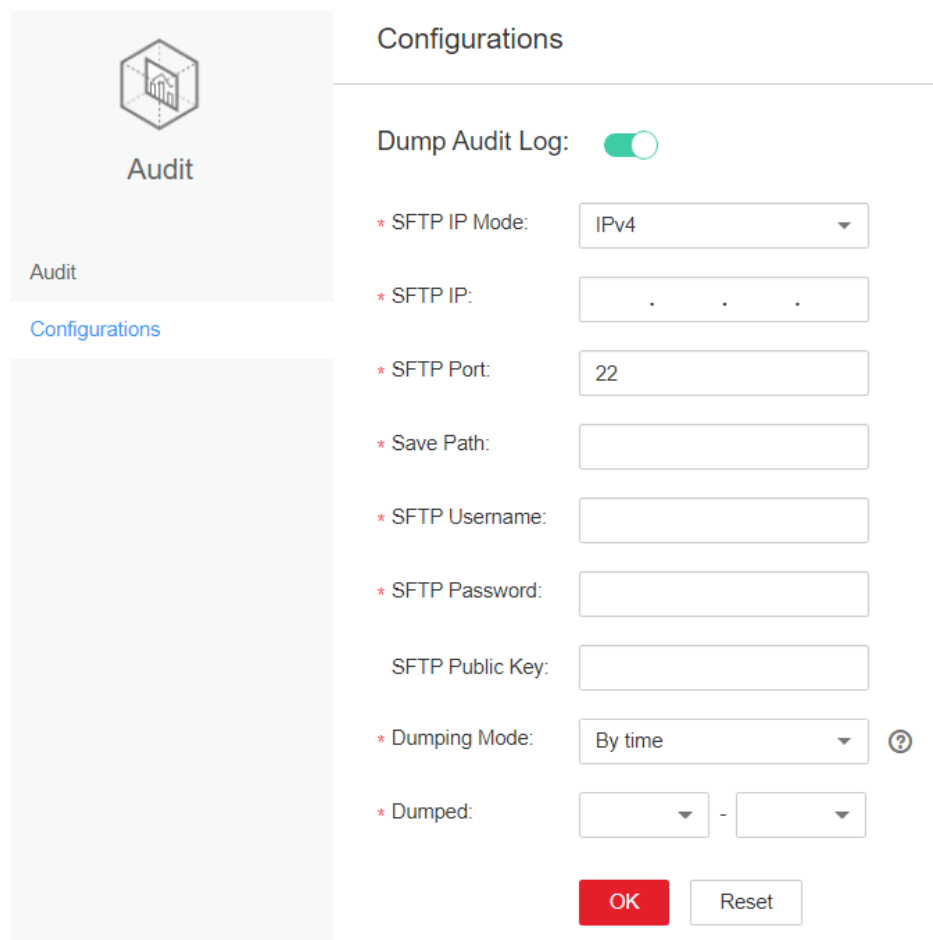 Configurations
Audit
Dump Audit Log:
* SFTP IP Mode: IPv4
Audit
* SFTP IP: . . .
Configurations
* SFTP Port: 22
* Save Path:
* SFTP Username:
* SFTP Password:
SFTP Public Key:
* Dumping Mode: By time ?
* Dumped: -
OK Reset